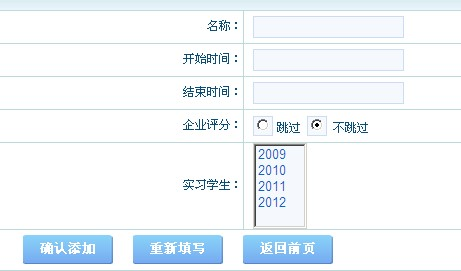 名称：
开始时间：
结束时间：
企业评分： 跳过 不跳过
实习学生： 2009
2010
2011
2012
确认添加 重新填写 返回前页